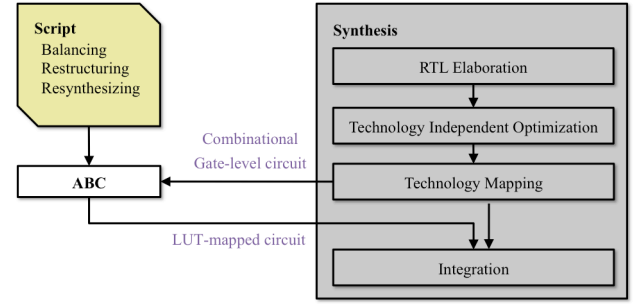 Script
Balancing
Restructuring
Resynthesizing
ABC
Combinational
Gate-level circuit
LUT-mapped circuit
Synthesis
RTL Elaboration
Technology Independent Optimization
Technology Mapping
Integration